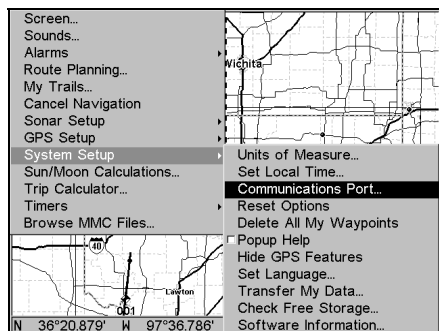 Screen...
Sounds...
Alarms
Route Planning...
My Trails...
Cancel Navigation
Sonar Setup
GPS Setup
System Setup
Sun/Moon Calculations...
Trip Calculator...
Timers
Browse MMC Files...
Wichita
Units of Measure...
Set Local Time...
Communications Port...
Reset Options
Delete All My Waypoints
Popup Help
Hide GPS Features
Set Language...
Transfer My Data...
Check Free Storage...
Software Information...
40
Lawton
001
N 36°20.879' W 97°36.786'